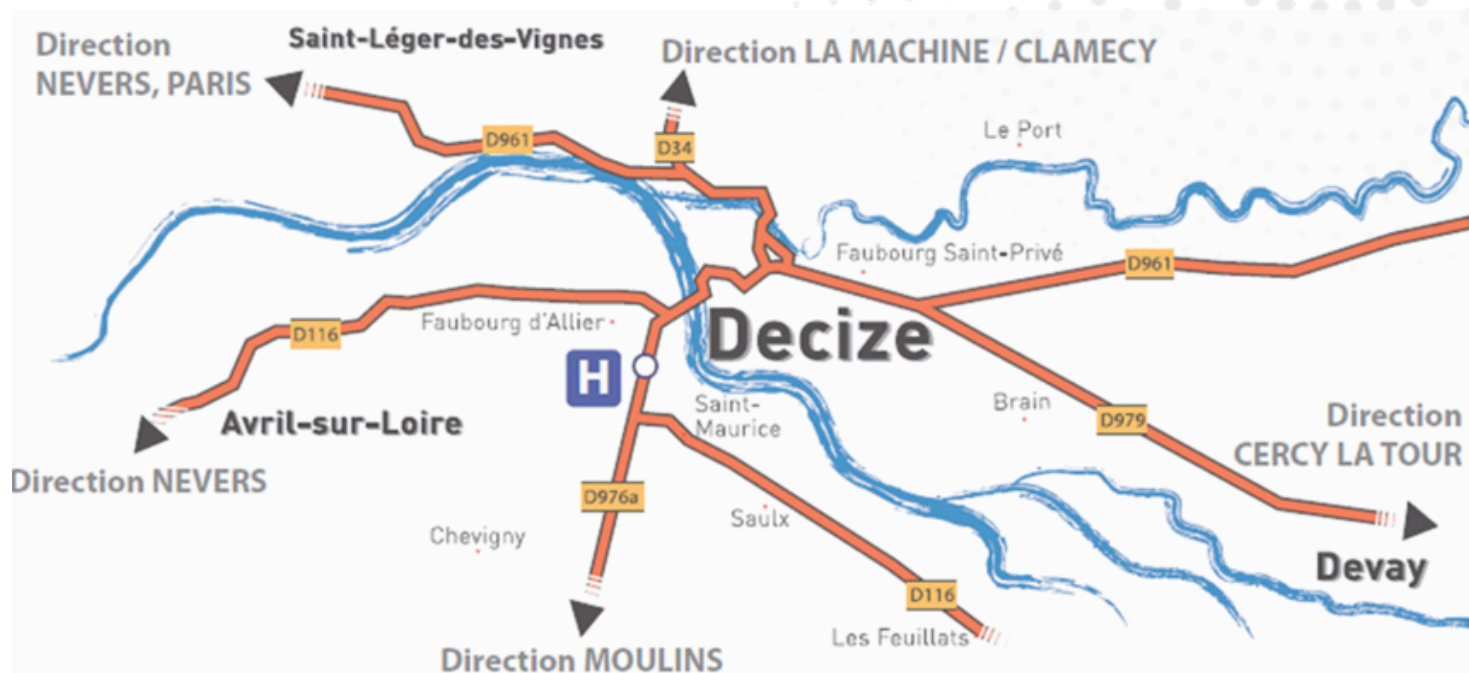 Direction
NEVERS, PARIS
Saint-Léger-des-Vignes
Direction LA MACHINE / CLAMECY
D961
D34
Le Port
Faubourg Saint-Privé
D961
D116
Faubourg d'Allier
Decize
H
Avril-sur-Loire
Saint-
Maurice
Brain
D979
Direction
CERCY LA TOUR
Direction NEVERS
D976a
Saulx
Chevigny
Devay
D116
Les Feuillats
Direction MOULINS